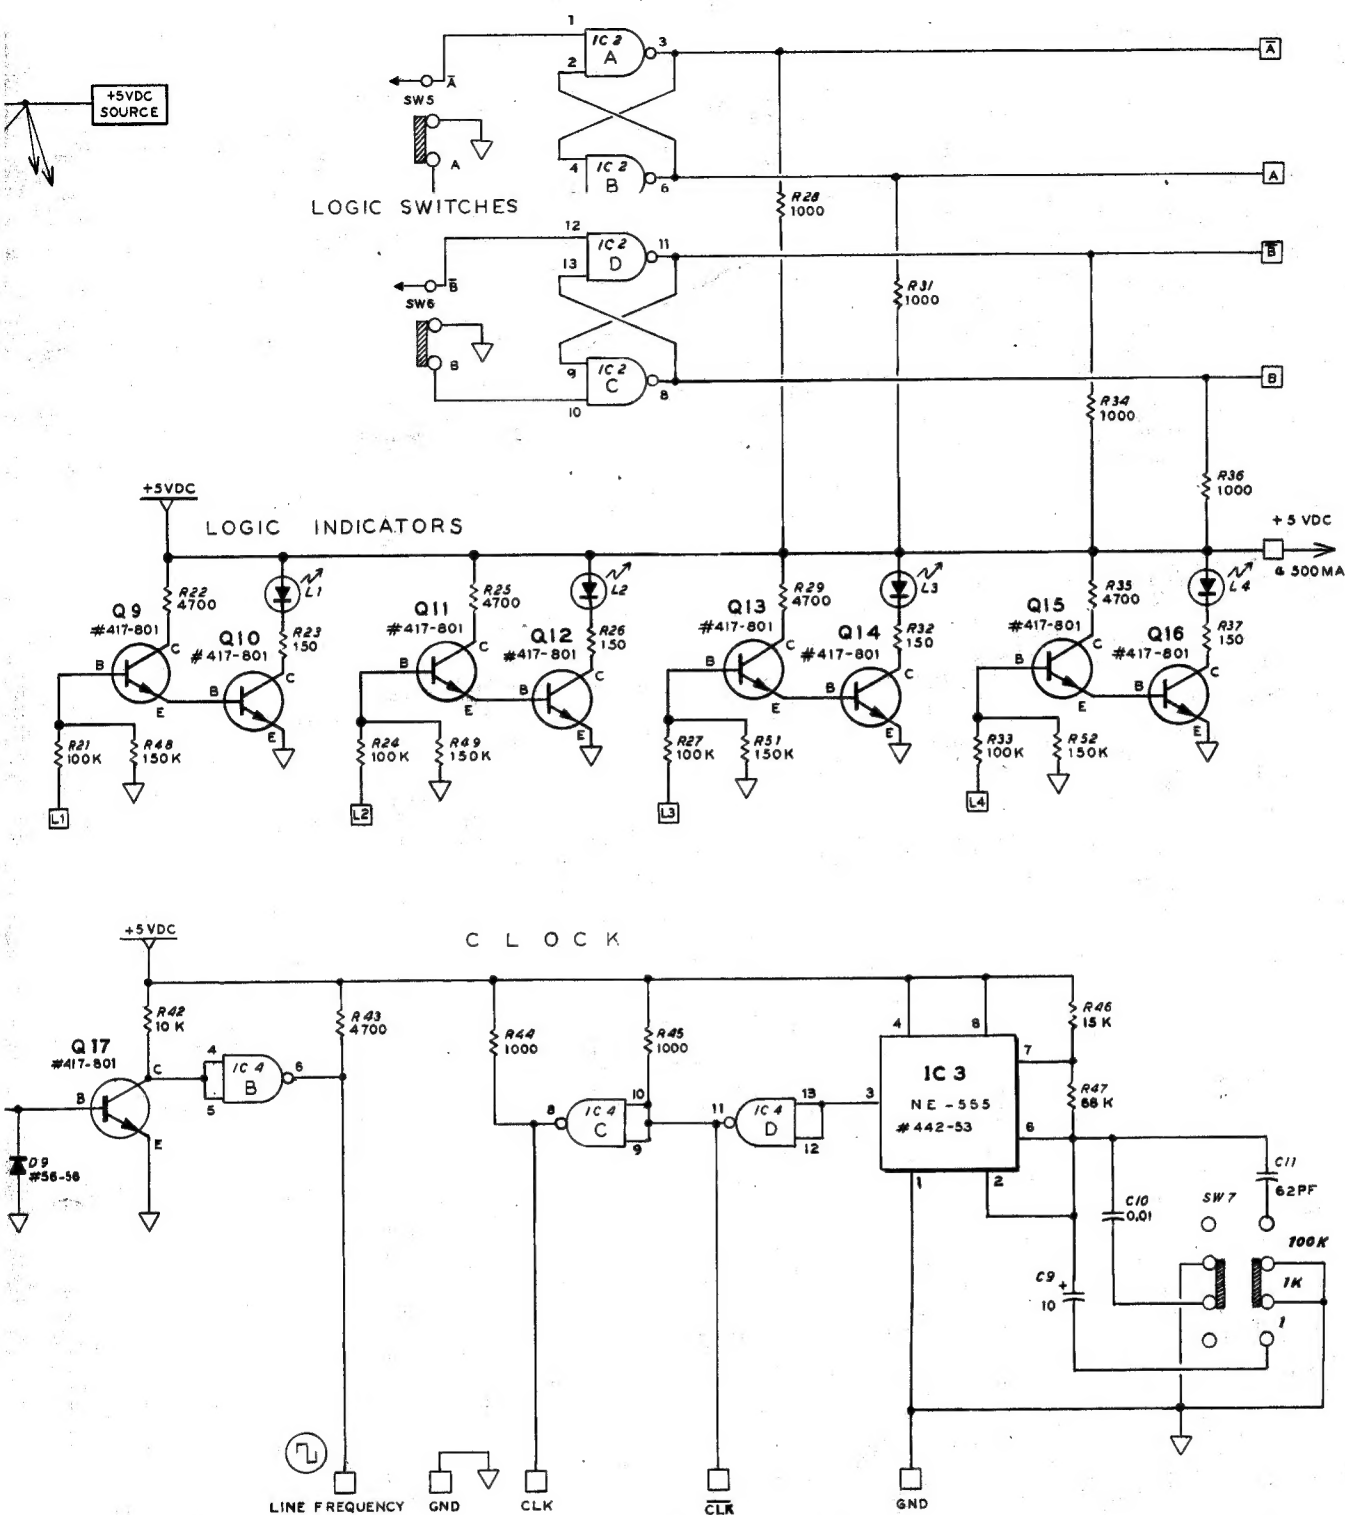 +5VDC
SOURCE
1
IC 2
A
3
2
A̅
A̅
SW5
A
4
IC 2
B
6
A
LOGIC SWITCHES
R28
1000
12
IC 2
D
11
13
B̅
B̅
SW6
R31
1000
B
9
IC 2
C
8
10
B
R34
1000
R36
1000
+5VDC
LOGIC INDICATORS
+ 5 VDC
@ 500MA
R22
4700
L1
R25
4700
L2
R29
4700
L3
R35
4700
L4
Q9
#417-801
Q10
#417-801
R23
150
Q11
#417-801
Q12
#417-801
R26
150
Q13
#417-801
Q14
#417-801
R32
150
Q15
#417-801
Q16
#417-801
R37
150
B C E B C E
B C E B C E
B C E B C E
B C E B C E
R21
100K
R48
150K
R24
100K
R49
150K
R27
100K
R51
150K
R33
100K
R52
150K
L1
L2
L3
L4
+5VDC
CLOCK
R42
10 K
R43
4700
R44
1000
R45
1000
4
8
R46
15 K
Q17
#417-801
C
4
IC 4
B
6
5
7
IC 3
NE-555
#442-53
R47
68 K
B
E
8
IC 4
C
10
9
11
IC 4
D
13
12
3
6
1
2
D9
#56-56
C10
0.01
C11
62PF
SW7
100K
C9
+
10
1K
1
LINE FREQUENCY
GND
CLK
C̅L̅K̅
GND